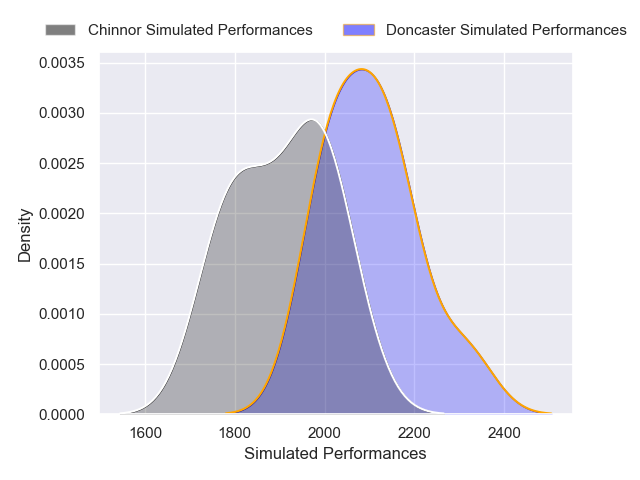 Chinnor Simulated Performances Doncaster Simulated Performances
0.0035
0.0030
0.0025
0.0020
0.0015
0.0010
0.0005
0.0000
Density
1600 1800 2000 2200 2400
Simulated Performances